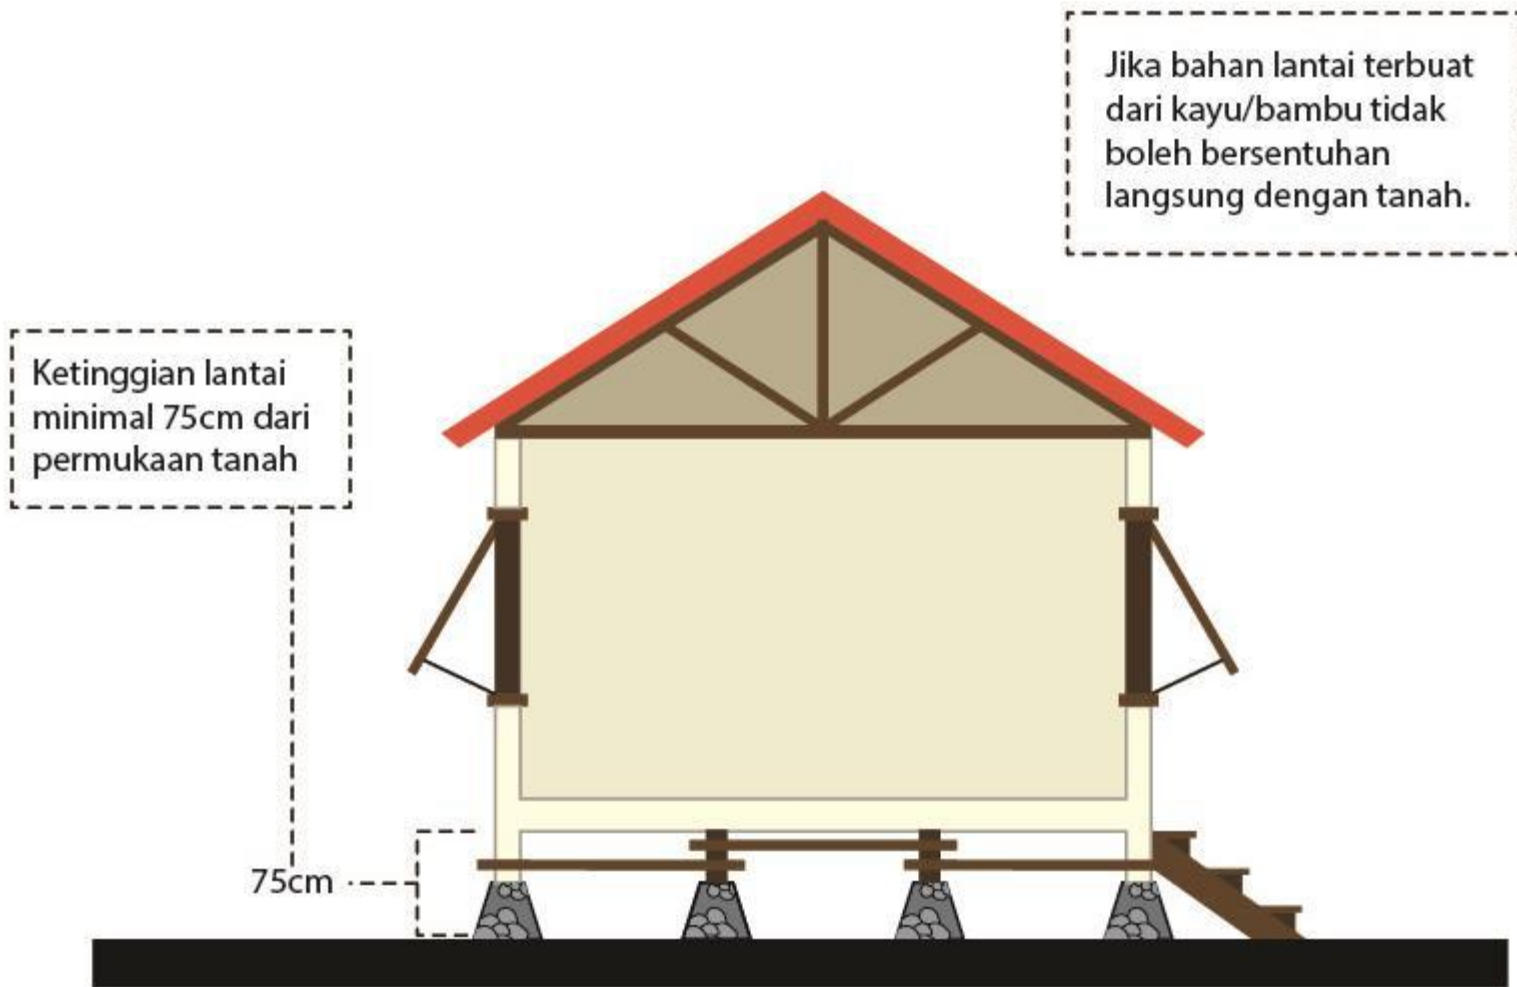 Jika bahan lantai terbuat
dari kayu/bambu tidak
boleh bersentuhan
langsung dengan tanah.
Ketinggian lantai
minimal 75cm dari
permukaan tanah
75cm